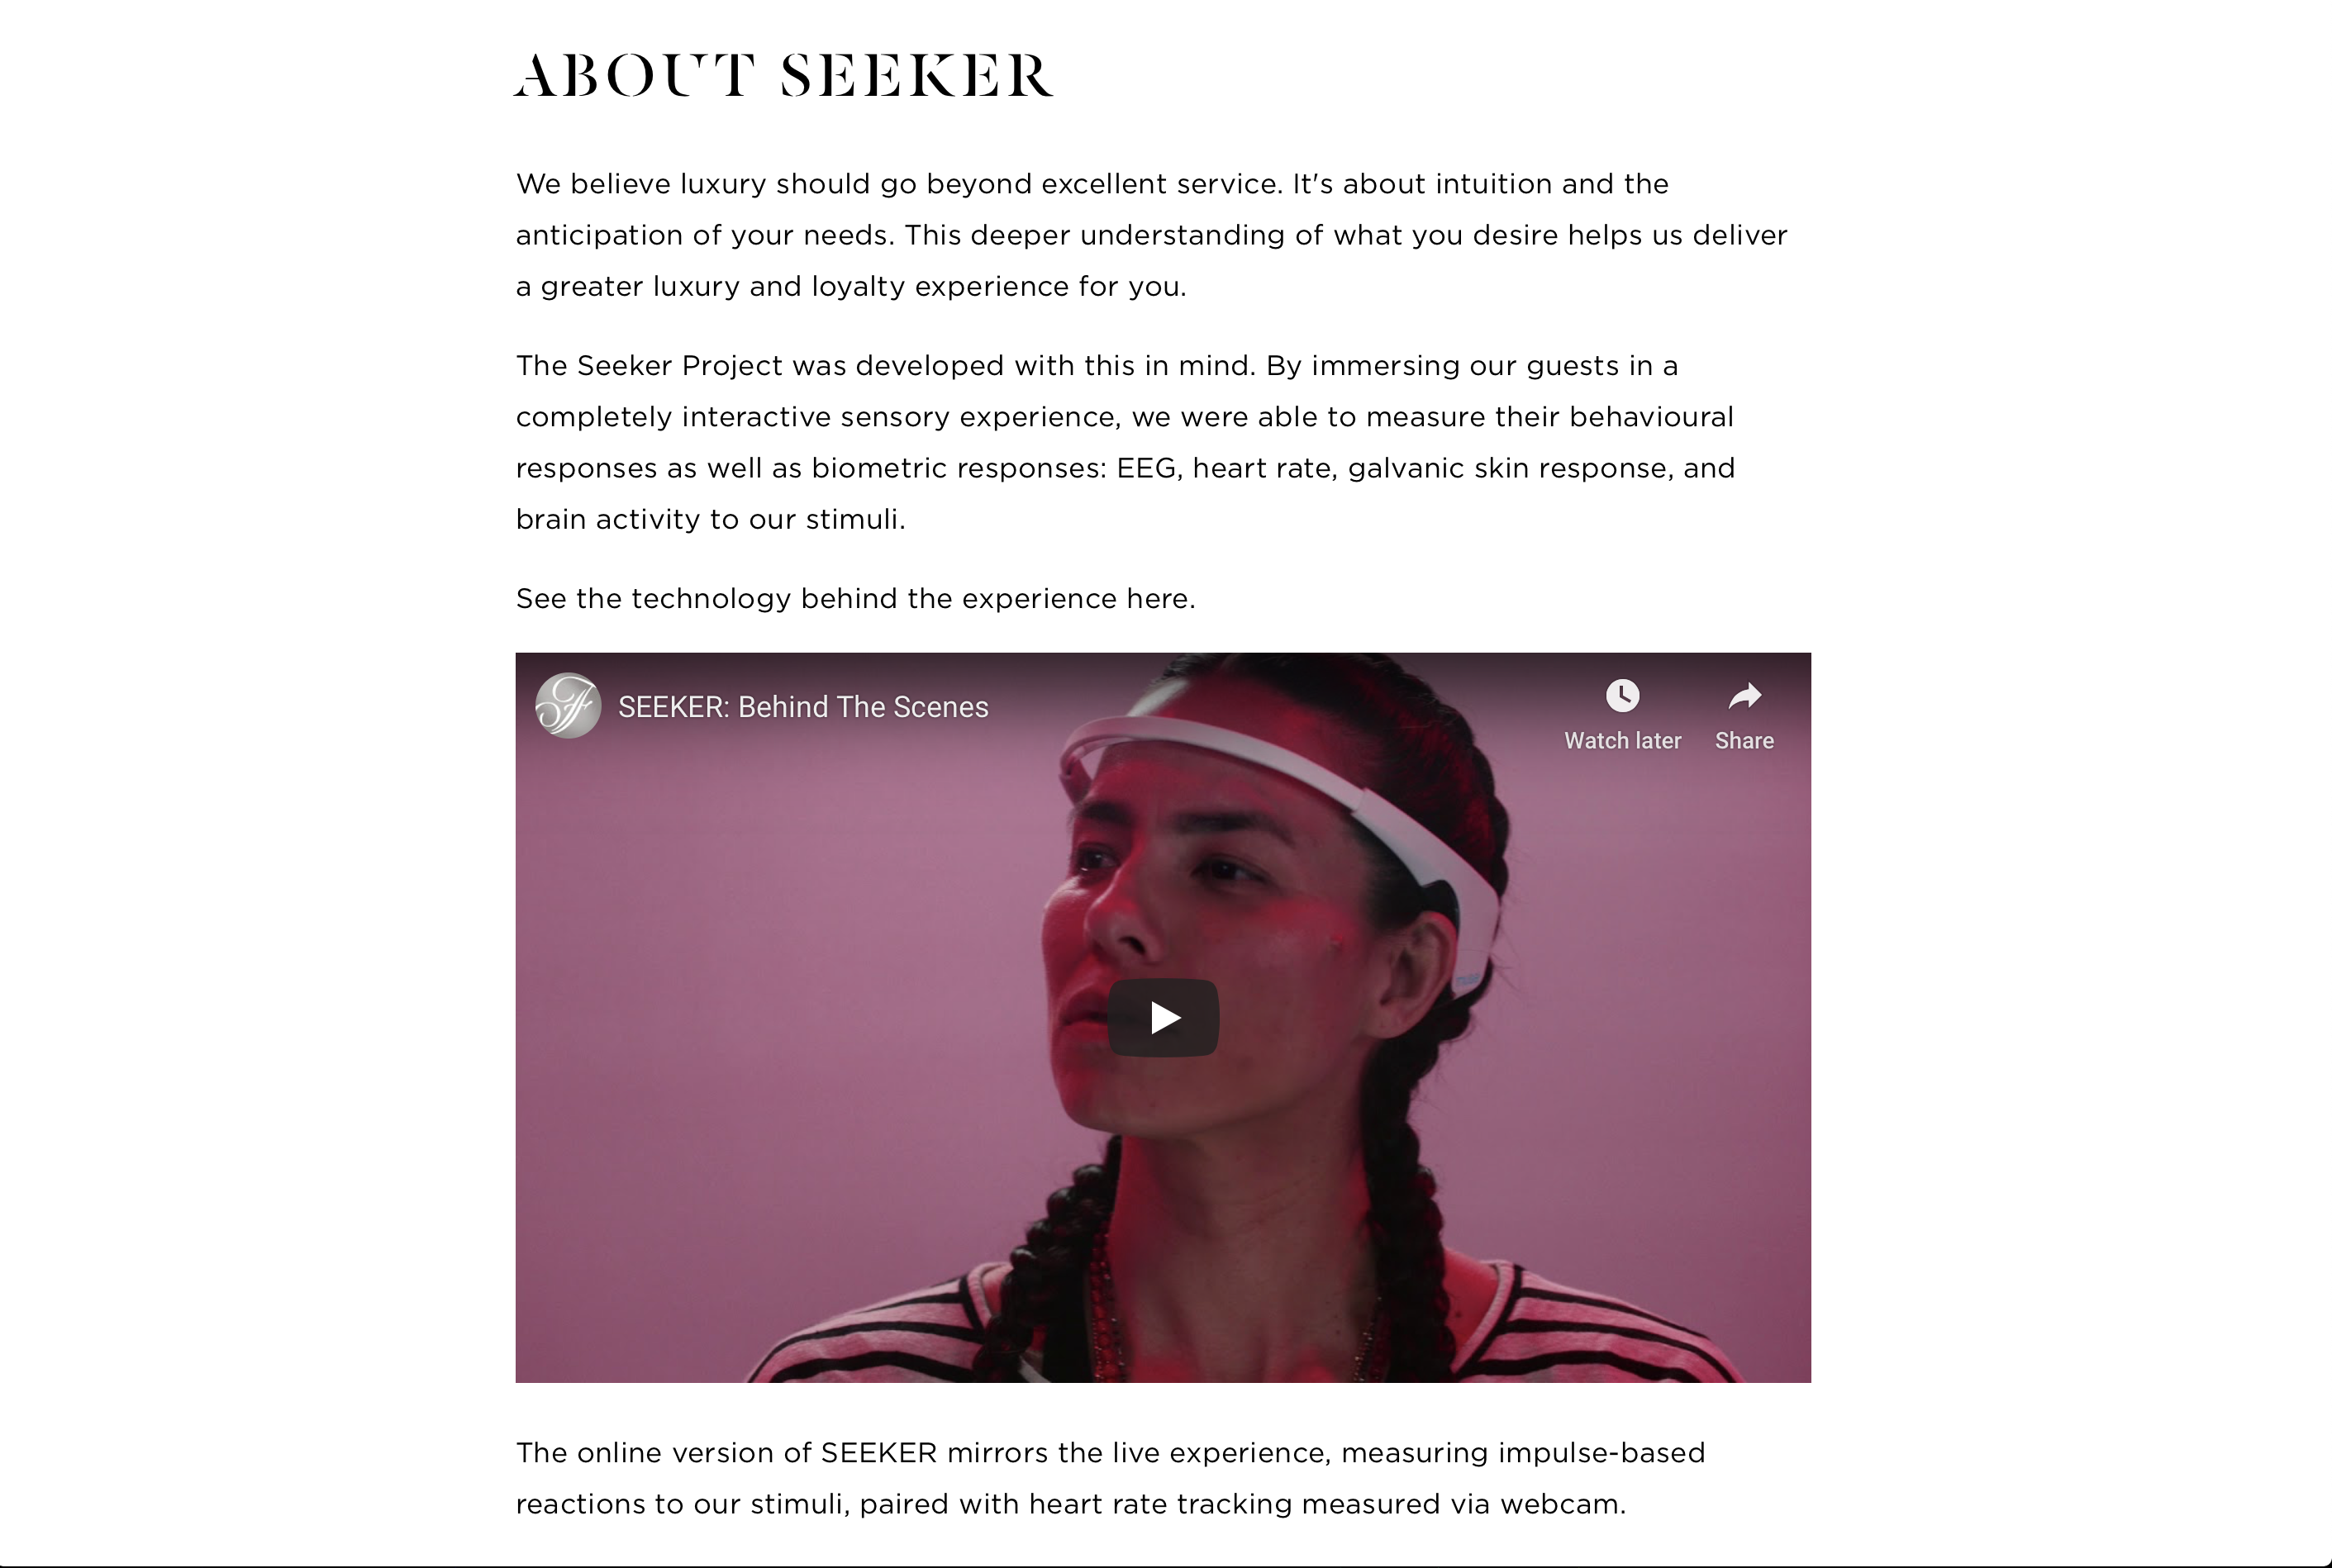 ABOUT SEEKER
We believe luxury should go beyond excellent service. It's about intuition and the
anticipation of your needs. This deeper understanding of what you desire helps us deliver
a greater luxury and loyalty experience for you.
The Seeker Project was developed with this in mind. By immersing our guests in a
completely interactive sensory experience, we were able to measure their behavioural
responses as well as biometric responses: EEG, heart rate, galvanic skin response, and
brain activity to our stimuli.
See the technology behind the experience here.
SEEKER: Behind The Scenes
Watch later
Share
The online version of SEEKER mirrors the live experience, measuring impulse-based
reactions to our stimuli, paired with heart rate tracking measured via webcam.